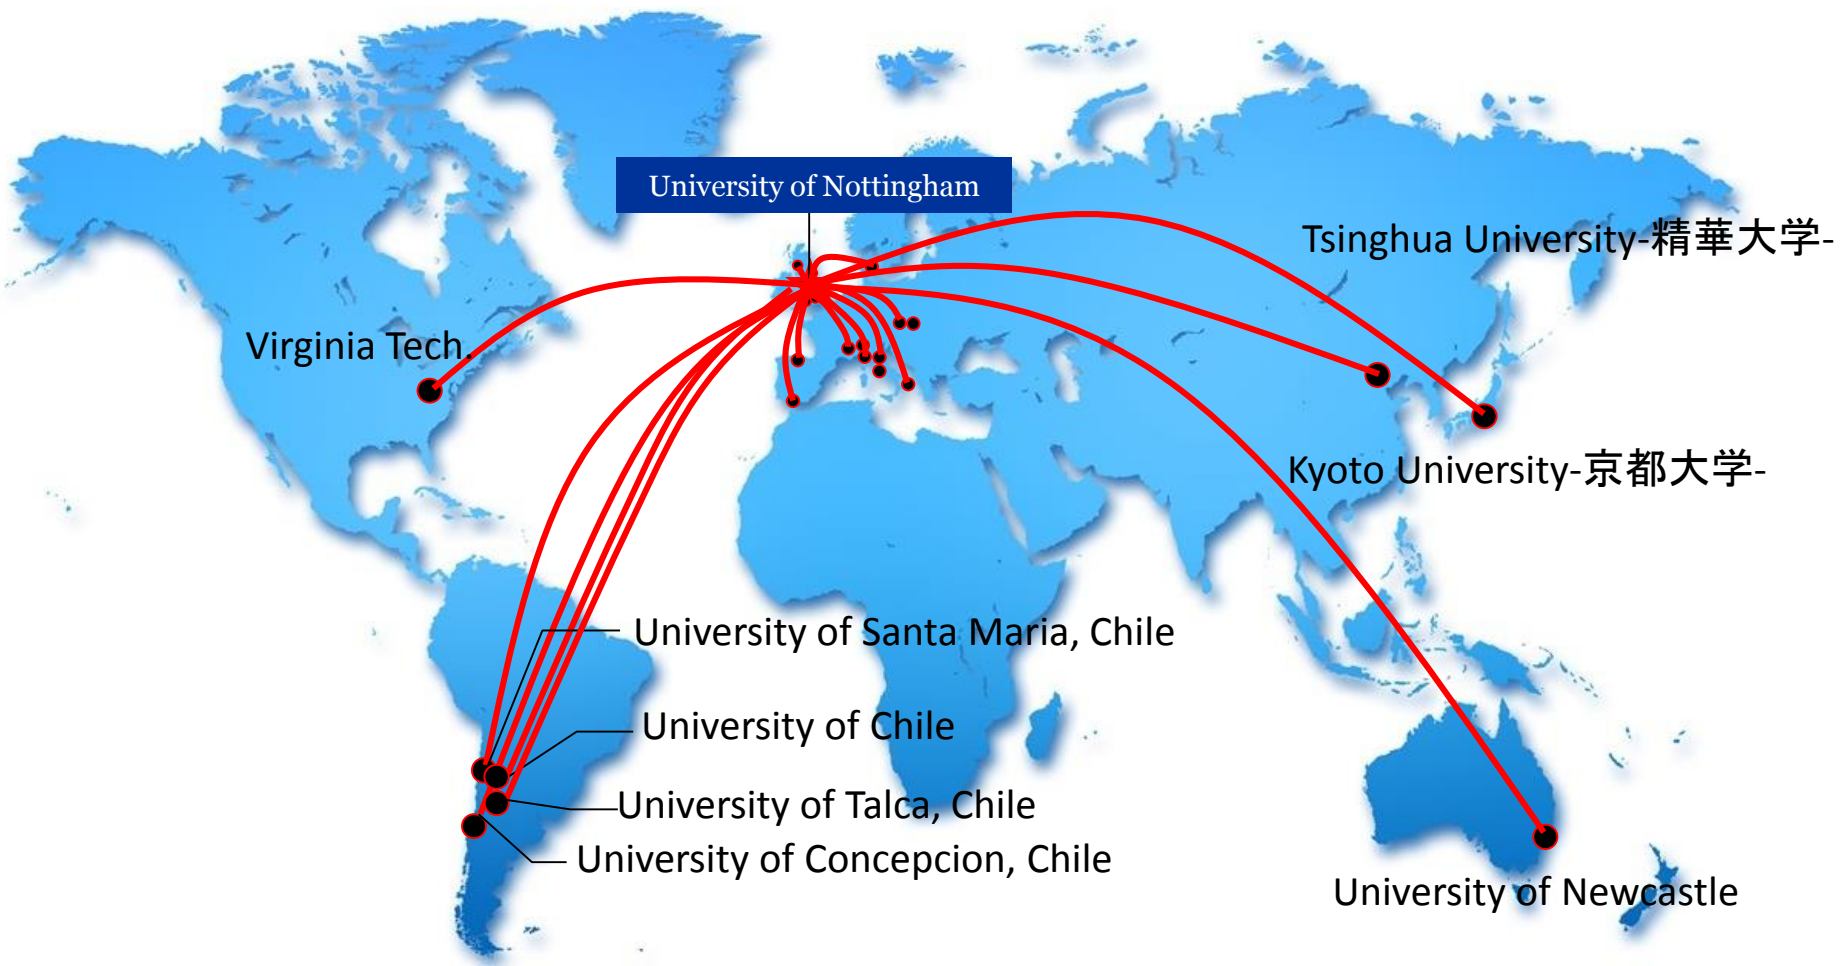 University of Nottingham
Tsinghua University-精華大学-
Virginia Tech.
Kyoto University-京都大学-
University of Santa Maria, Chile
University of Chile
University of Talca, Chile
University of Concepcion, Chile
University of Newcastle